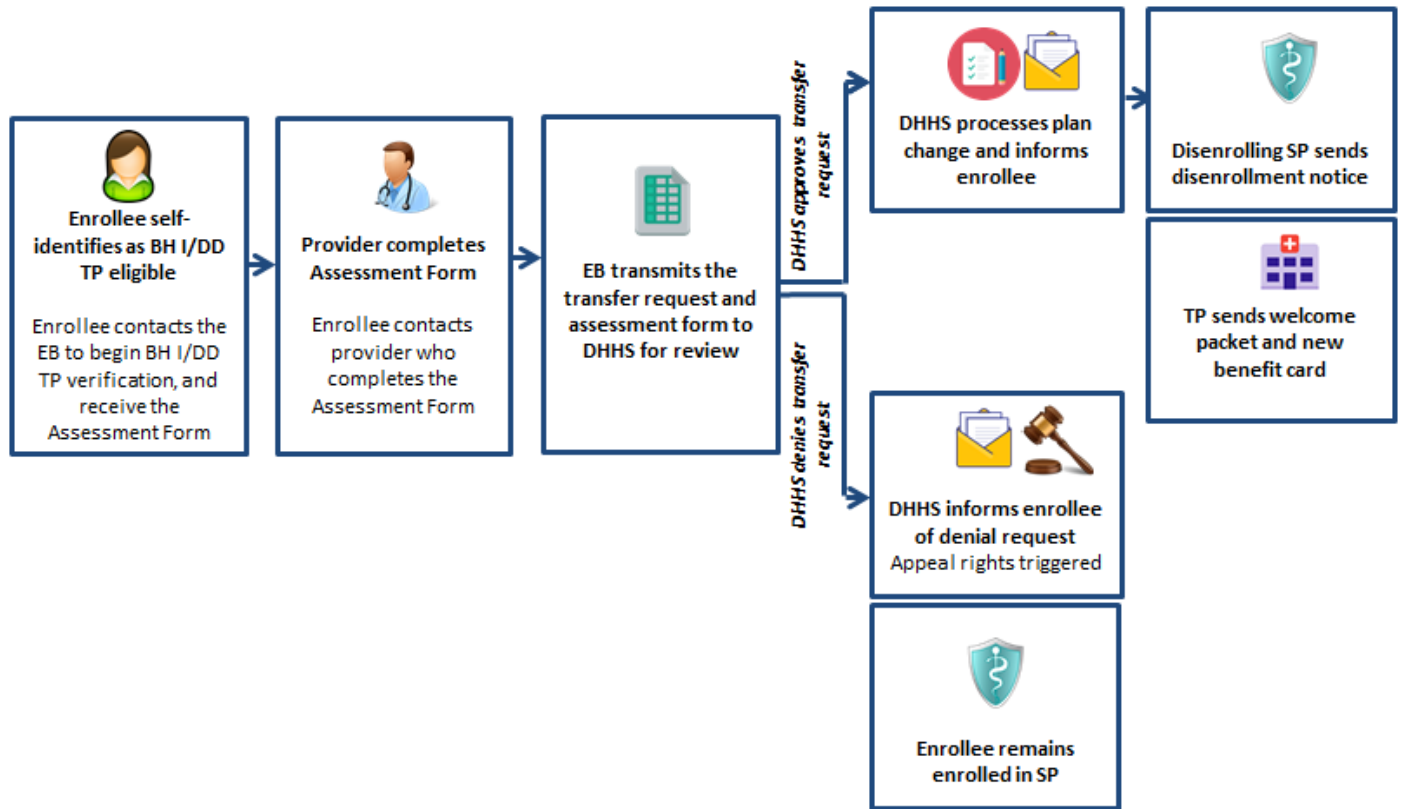 Enrollee self-
identifies as BH I/DD
TP eligible
Enrollee contacts the
EB to begin BH I/DD
TP verification, and
receive the
Assessment Form
Provider completes
Assessment Form
Enrollee contacts
provider who
completes the
Assessment Form
EB transmits the
transfer request and
assessment form to
DHHS for review
DHHS approves transfer
request
DHHS processes plan
change and informs
enrollee
Disenrolling SP sends
disenrollment notice
TP sends welcome
packet and new
benefit card
DHHS denies transfer
request
DHHS informs enrollee
of denial request
Appeal rights triggered
Enrollee remains
enrolled in SP